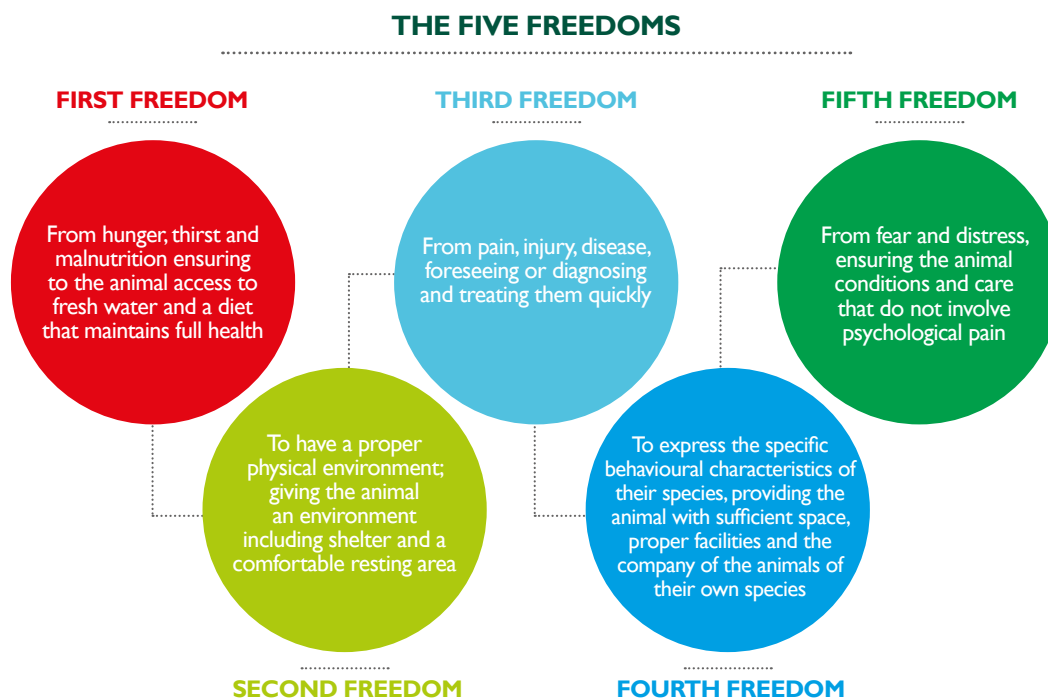 THE FIVE FREEDOMS
FIRST FREEDOM
From hunger, thirst and
malnutrition ensuring
to the animal access to
fresh water and a diet
that maintains full health
SECOND FREEDOM
To have a proper
physical environment;
giving the animal
an environment
including shelter and a
comfortable resting area
THIRD FREEDOM
From pain, injury, disease,
foreseeing or diagnosing
and treating them quickly
FOURTH FREEDOM
To express the specific
behavioural characteristics of
their species, providing the
animal with sufficient space,
proper facilities and the
company of the animals of
their own species
FIFTH FREEDOM
From fear and distress,
ensuring the animal
conditions and care
that do not involve
psychological pain